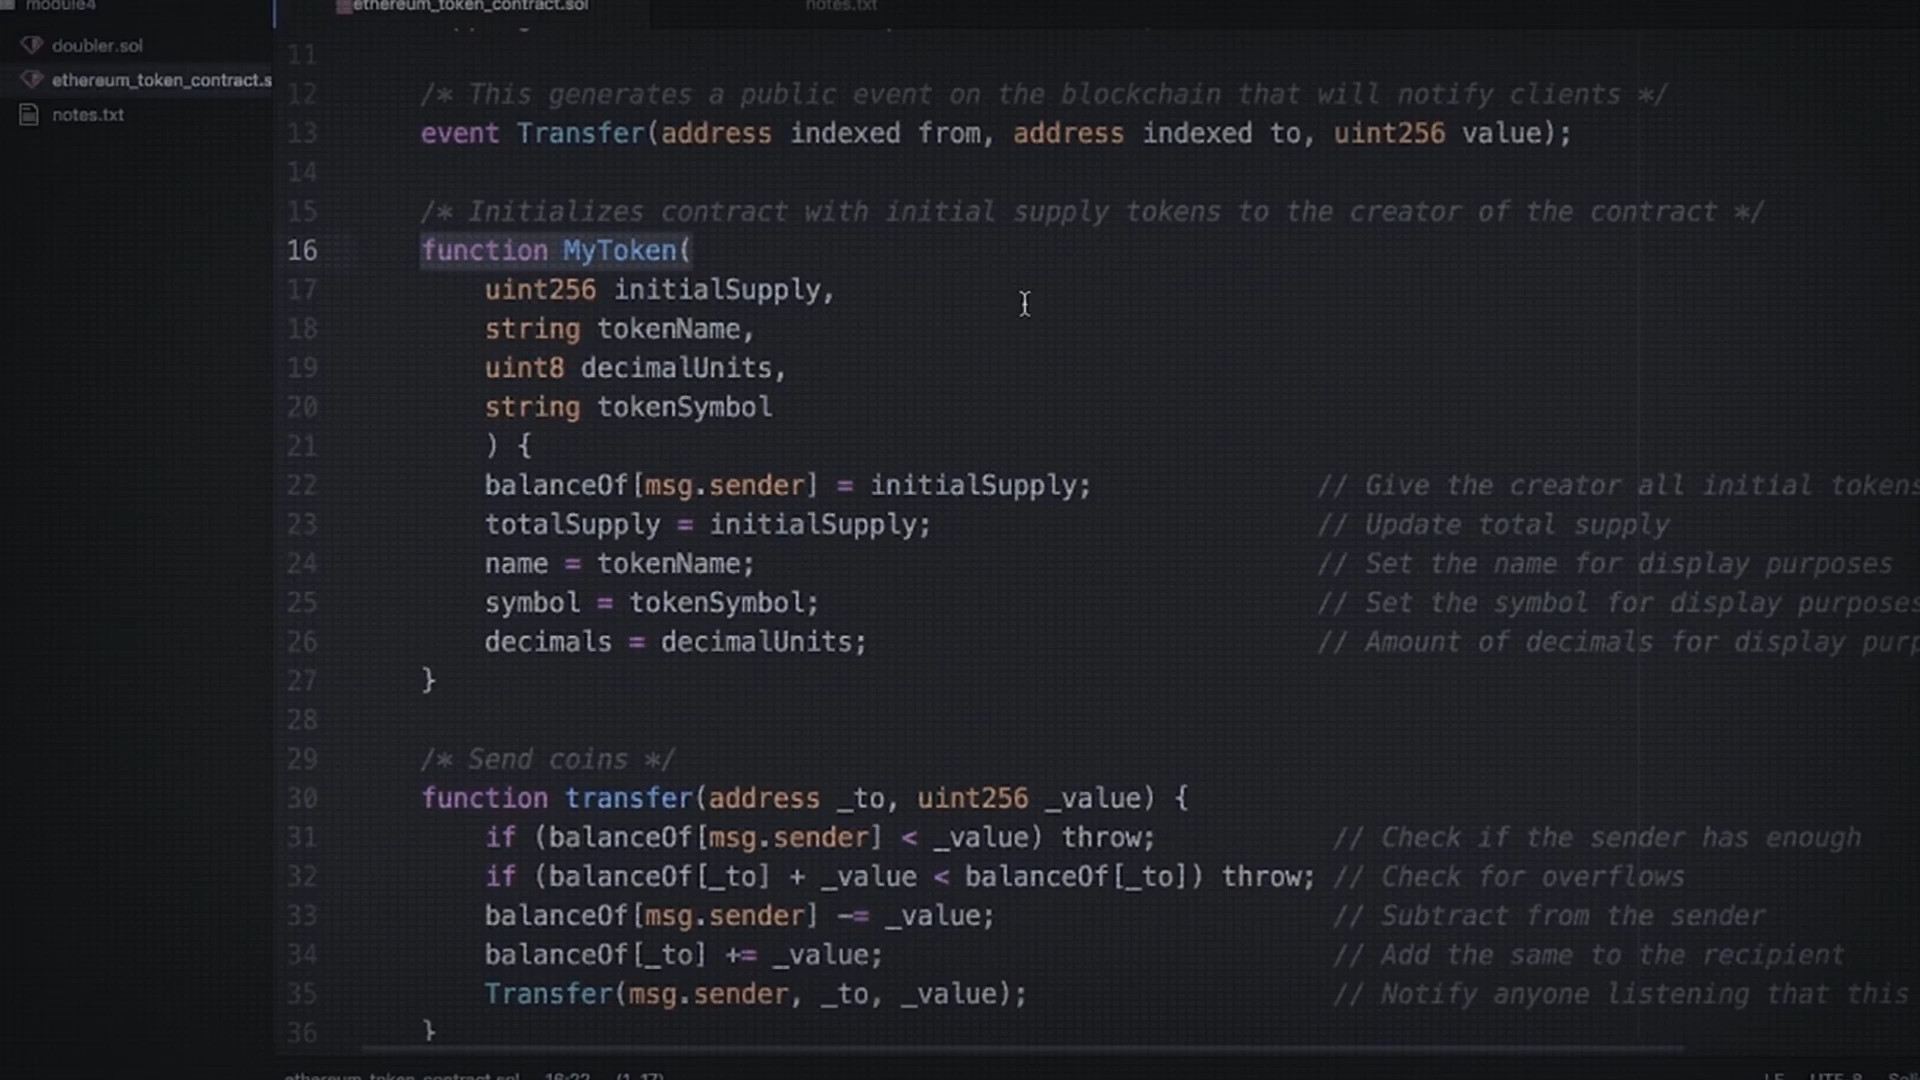 module4
ethereum_token_contract.sol
notes.txt
doubler.sol
ethereum_token_contract.s
notes.txt
11
12 /* This generates a public event on the blockchain that will notify clients */
13 event Transfer(address indexed from, address indexed to, uint256 value);
14
15 /* Initializes contract with initial supply tokens to the creator of the contract */
16 function MyToken(
17 uint256 initialSupply,
18 string tokenName,
19 uint8 decimalUnits,
20 string tokenSymbol
21 ) {
22 balanceOf[msg.sender] = initialSupply; // Give the creator all initial tokens
23 totalSupply = initialSupply; // Update total supply
24 name = tokenName; // Set the name for display purposes
25 symbol = tokenSymbol; // Set the symbol for display purposes
26 decimals = decimalUnits; // Amount of decimals for display purp
27 }
28
29 /* Send coins */
30 function transfer(address _to, uint256 _value) {
31 if (balanceOf[msg.sender] < _value) throw; // Check if the sender has enough
32 if (balanceOf[_to] + _value < balanceOf[_to]) throw; // Check for overflows
33 balanceOf[msg.sender] -= _value; // Subtract from the sender
34 balanceOf[_to] += _value; // Add the same to the recipient
35 Transfer(msg.sender, _to, _value); // Notify anyone listening that this
36 }
ethereum_token_contract.sol 16:22 (1, 17) LF UTF-8